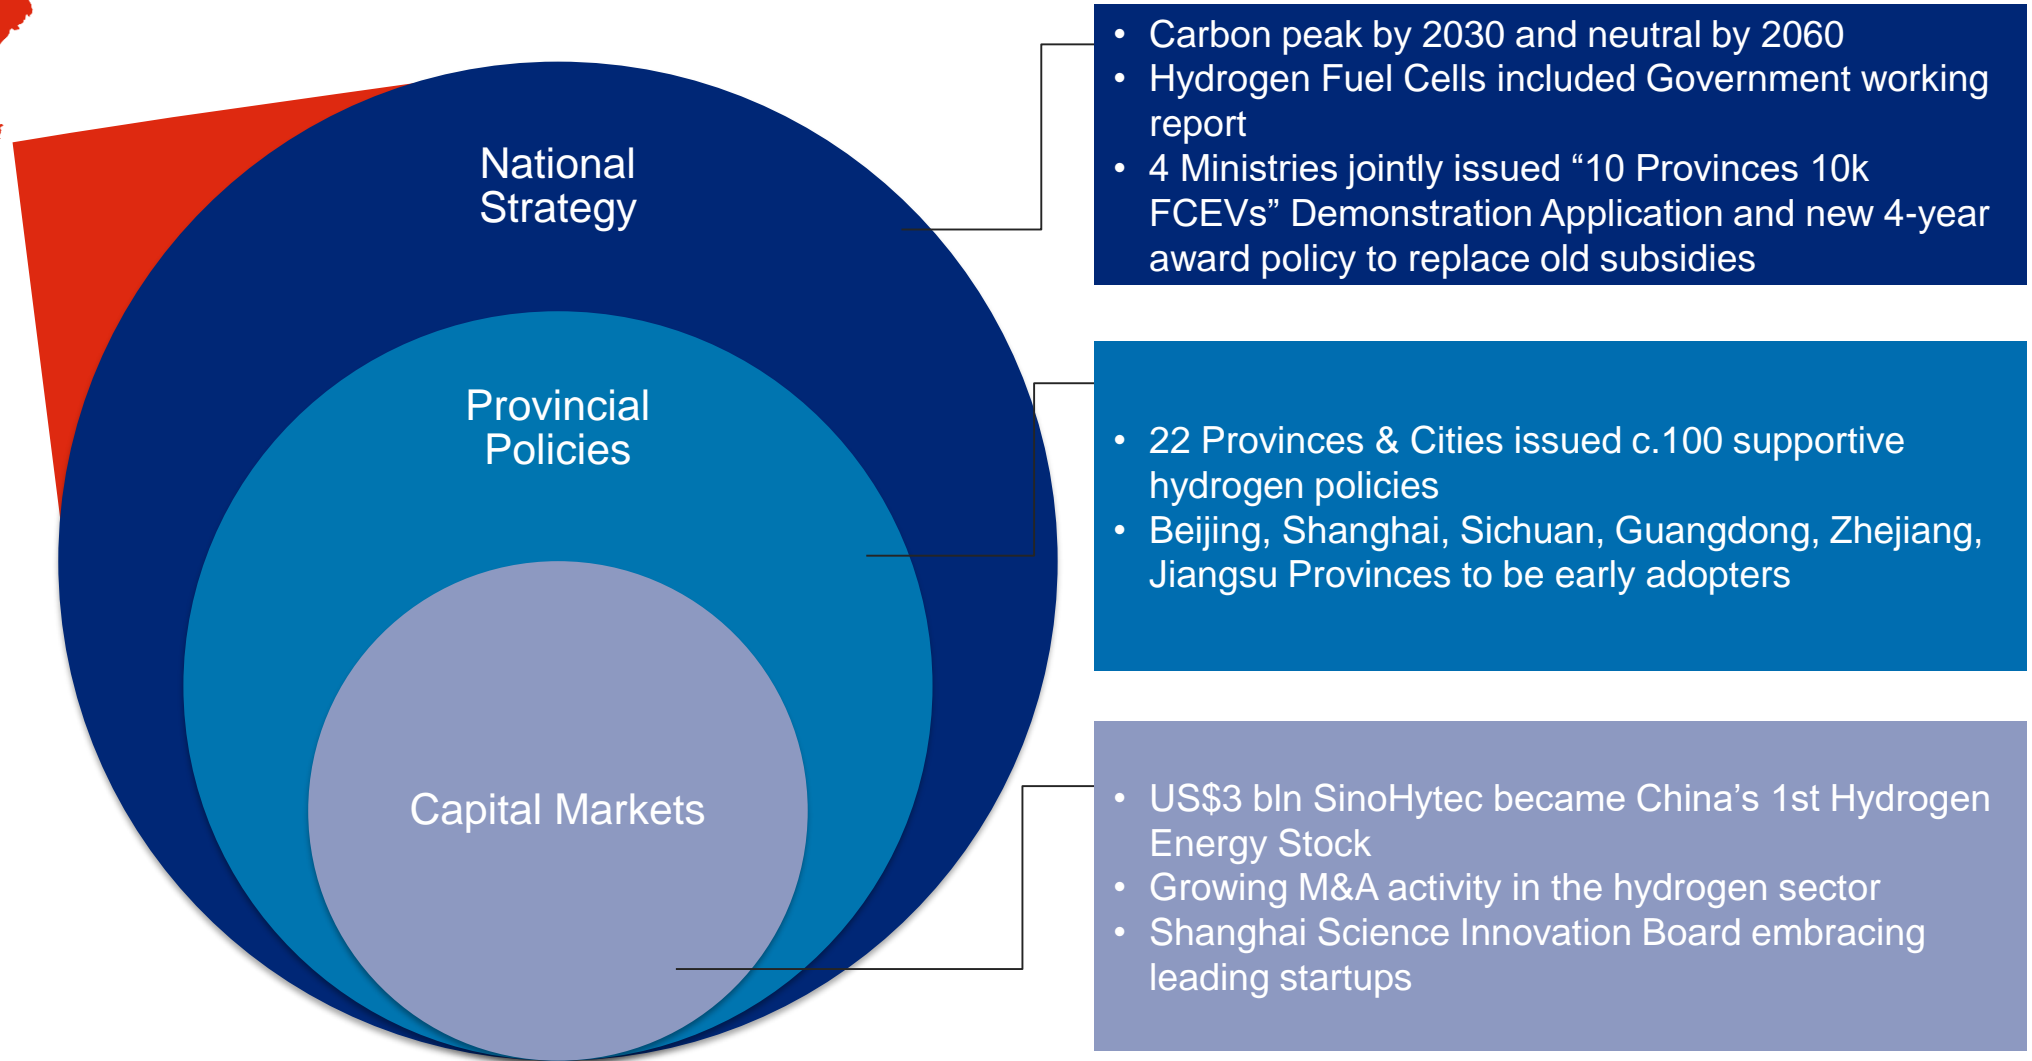 National
Strategy
Provincial
Policies
Capital Markets
• Carbon peak by 2030 and neutral by 2060
• Hydrogen Fuel Cells included Government working
report
• 4 Ministries jointly issued “10 Provinces 10k
FCEVs” Demonstration Application and new 4-year
award policy to replace old subsidies
• 22 Provinces & Cities issued c.100 supportive
hydrogen policies
• Beijing, Shanghai, Sichuan, Guangdong, Zhejiang,
Jiangsu Provinces to be early adopters
• US$3 bln SinoHytec became China’s 1st Hydrogen
Energy Stock
• Growing M&A activity in the hydrogen sector
• Shanghai Science Innovation Board embracing
leading startups